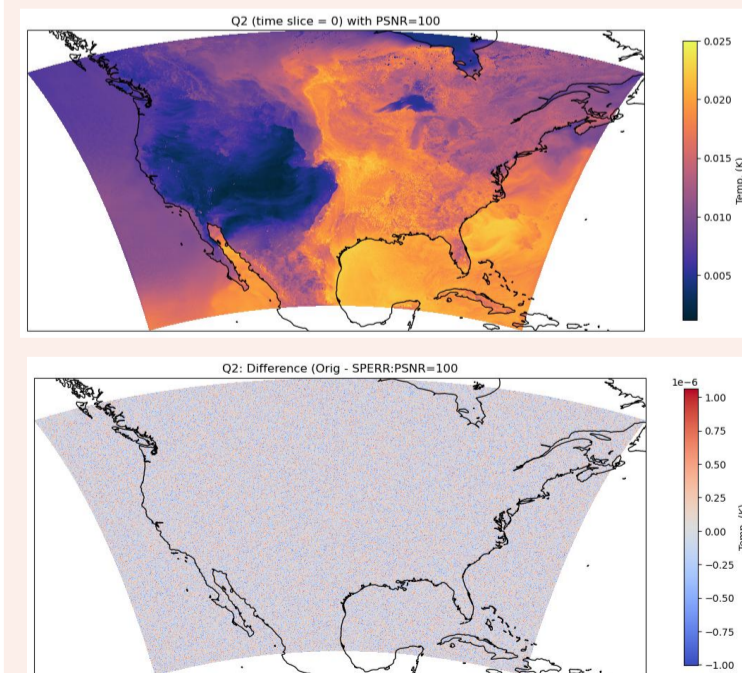 Q2 (time slice = 0) with PSNR=100
0.025
0.020
0.015
0.010
0.005
Temp. (K)
Q2: Difference (Orig - SPERR:PSNR=100
1e−6
1.00
0.75
0.50
0.25
0.00
−0.25
−0.50
−0.75
−1.00
Temp. (K)